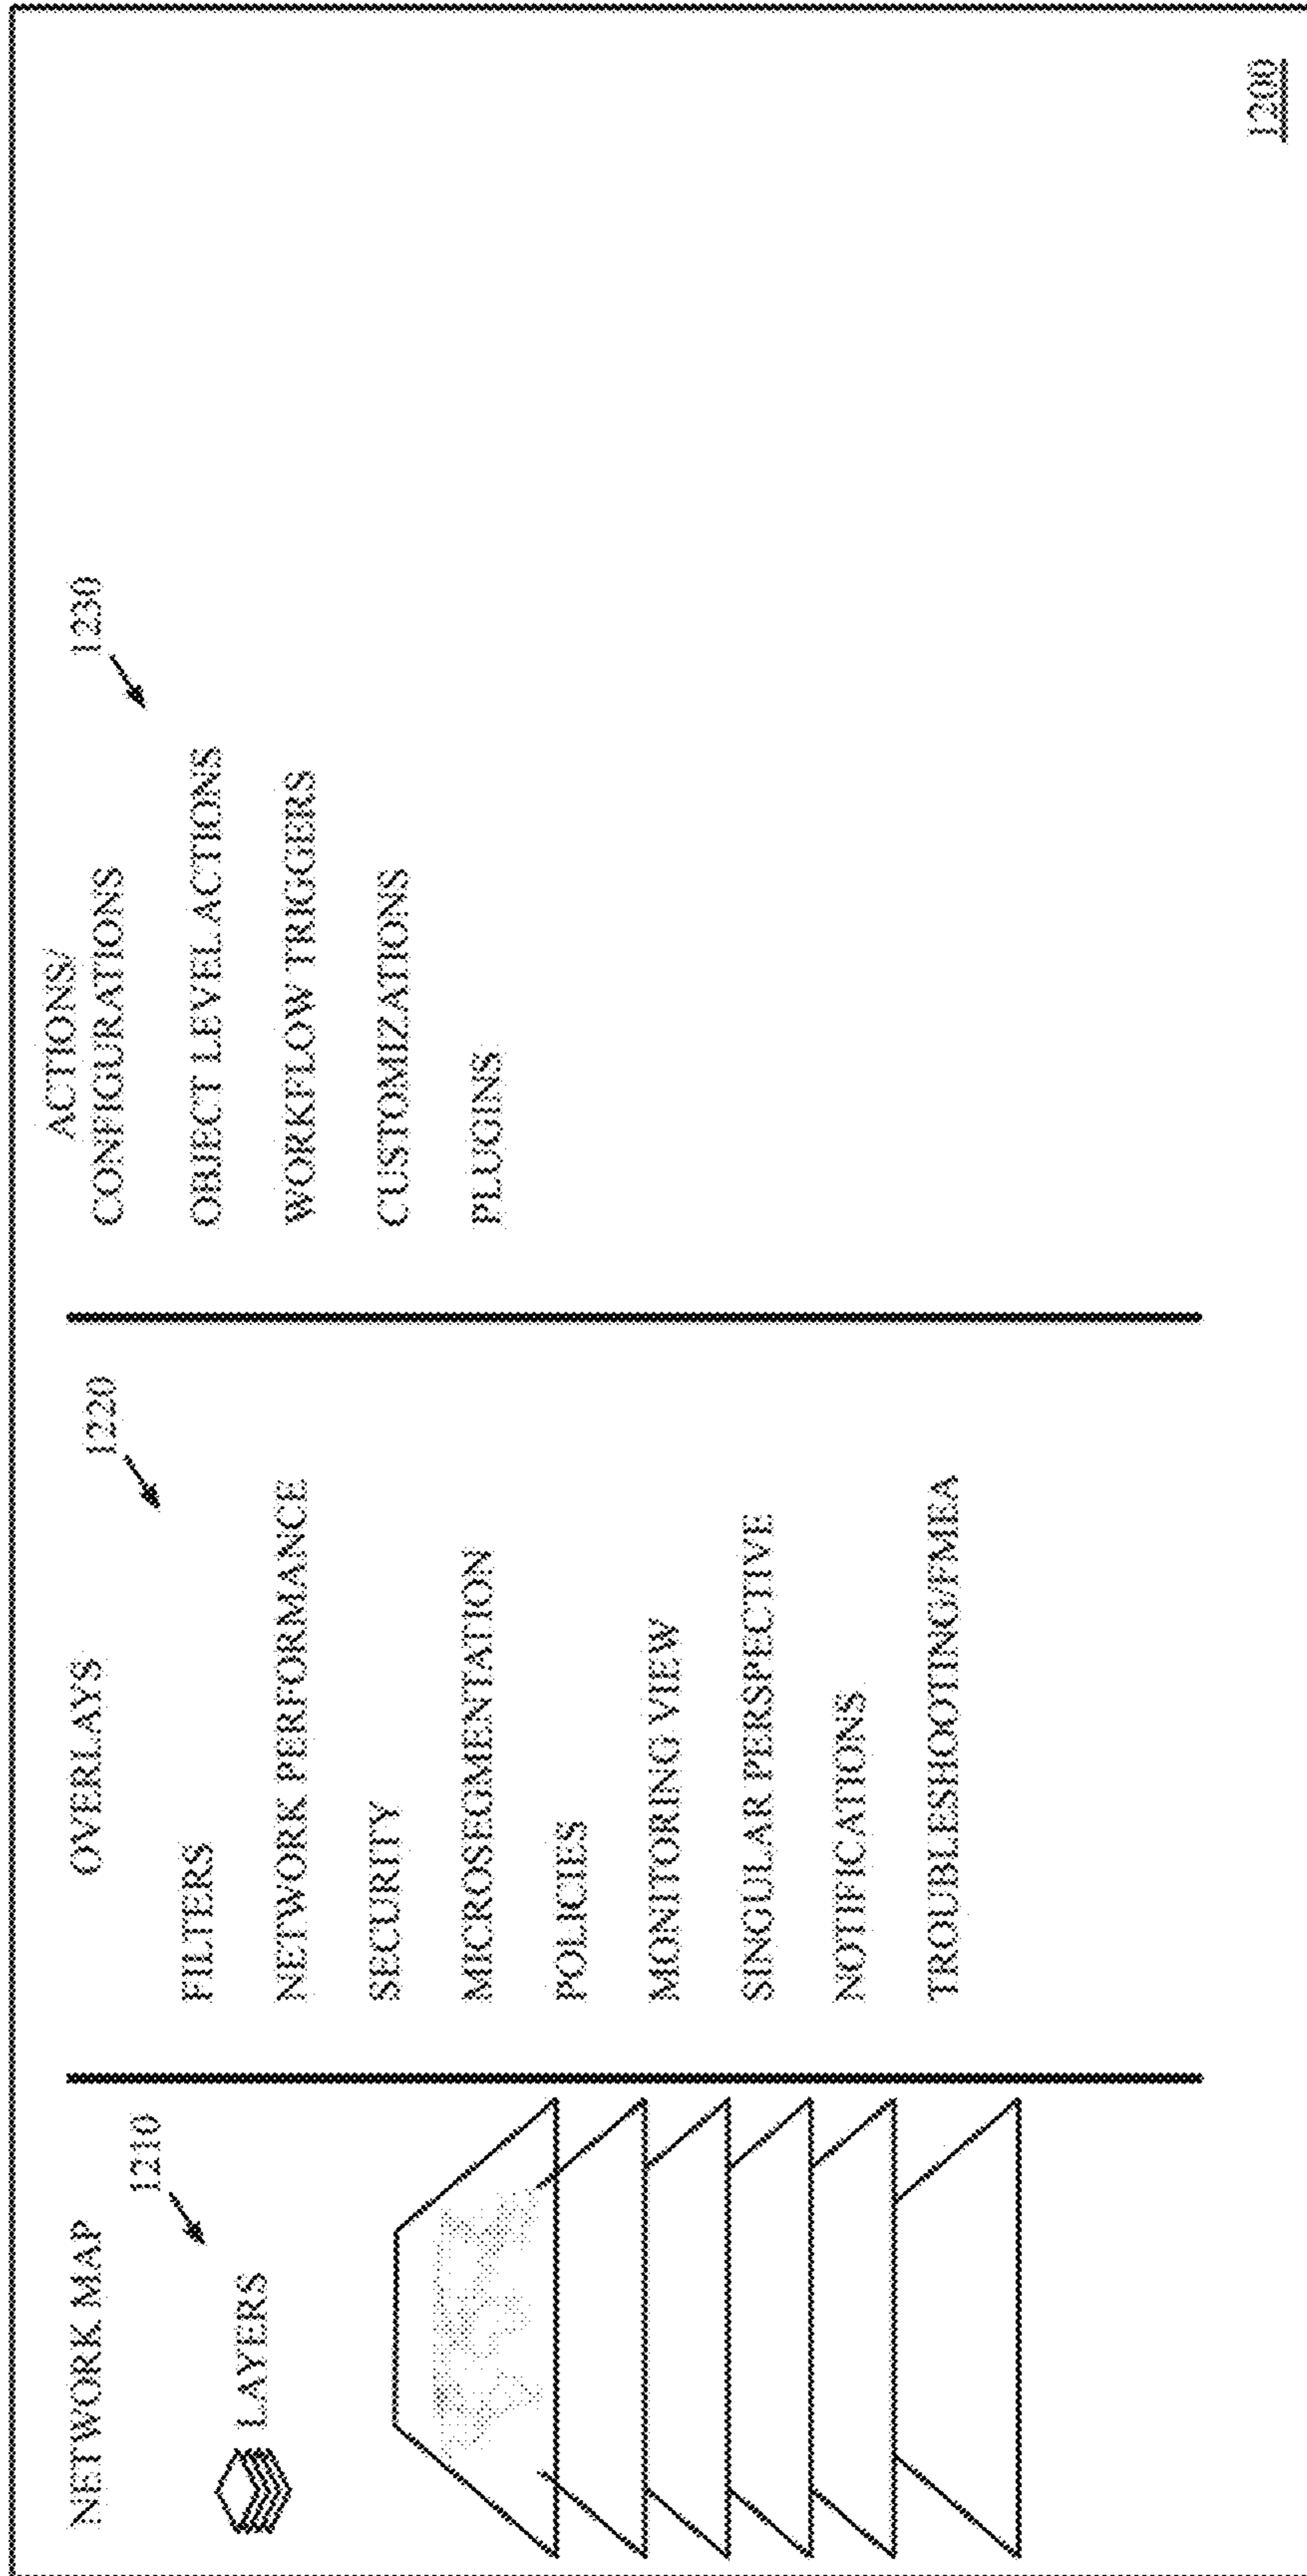 NETWORK MAP
1210
LAYERS
OVERLAYS
1220
FILTERS
NETWORK PERFORMANCE
SECURITY
MICROSEGMENTATION
POLICIES
MONITORING VIEW
SINGULAR PERSPECTIVE
NOTIFICATIONS
TROUBLESHOOTING/FMEA
ACTIONS/
CONFIGURATIONS
1230
OBJECT LEVEL ACTIONS
WORKFLOW TRIGGERS
CUSTOMIZATIONS
PLUGINS
1200